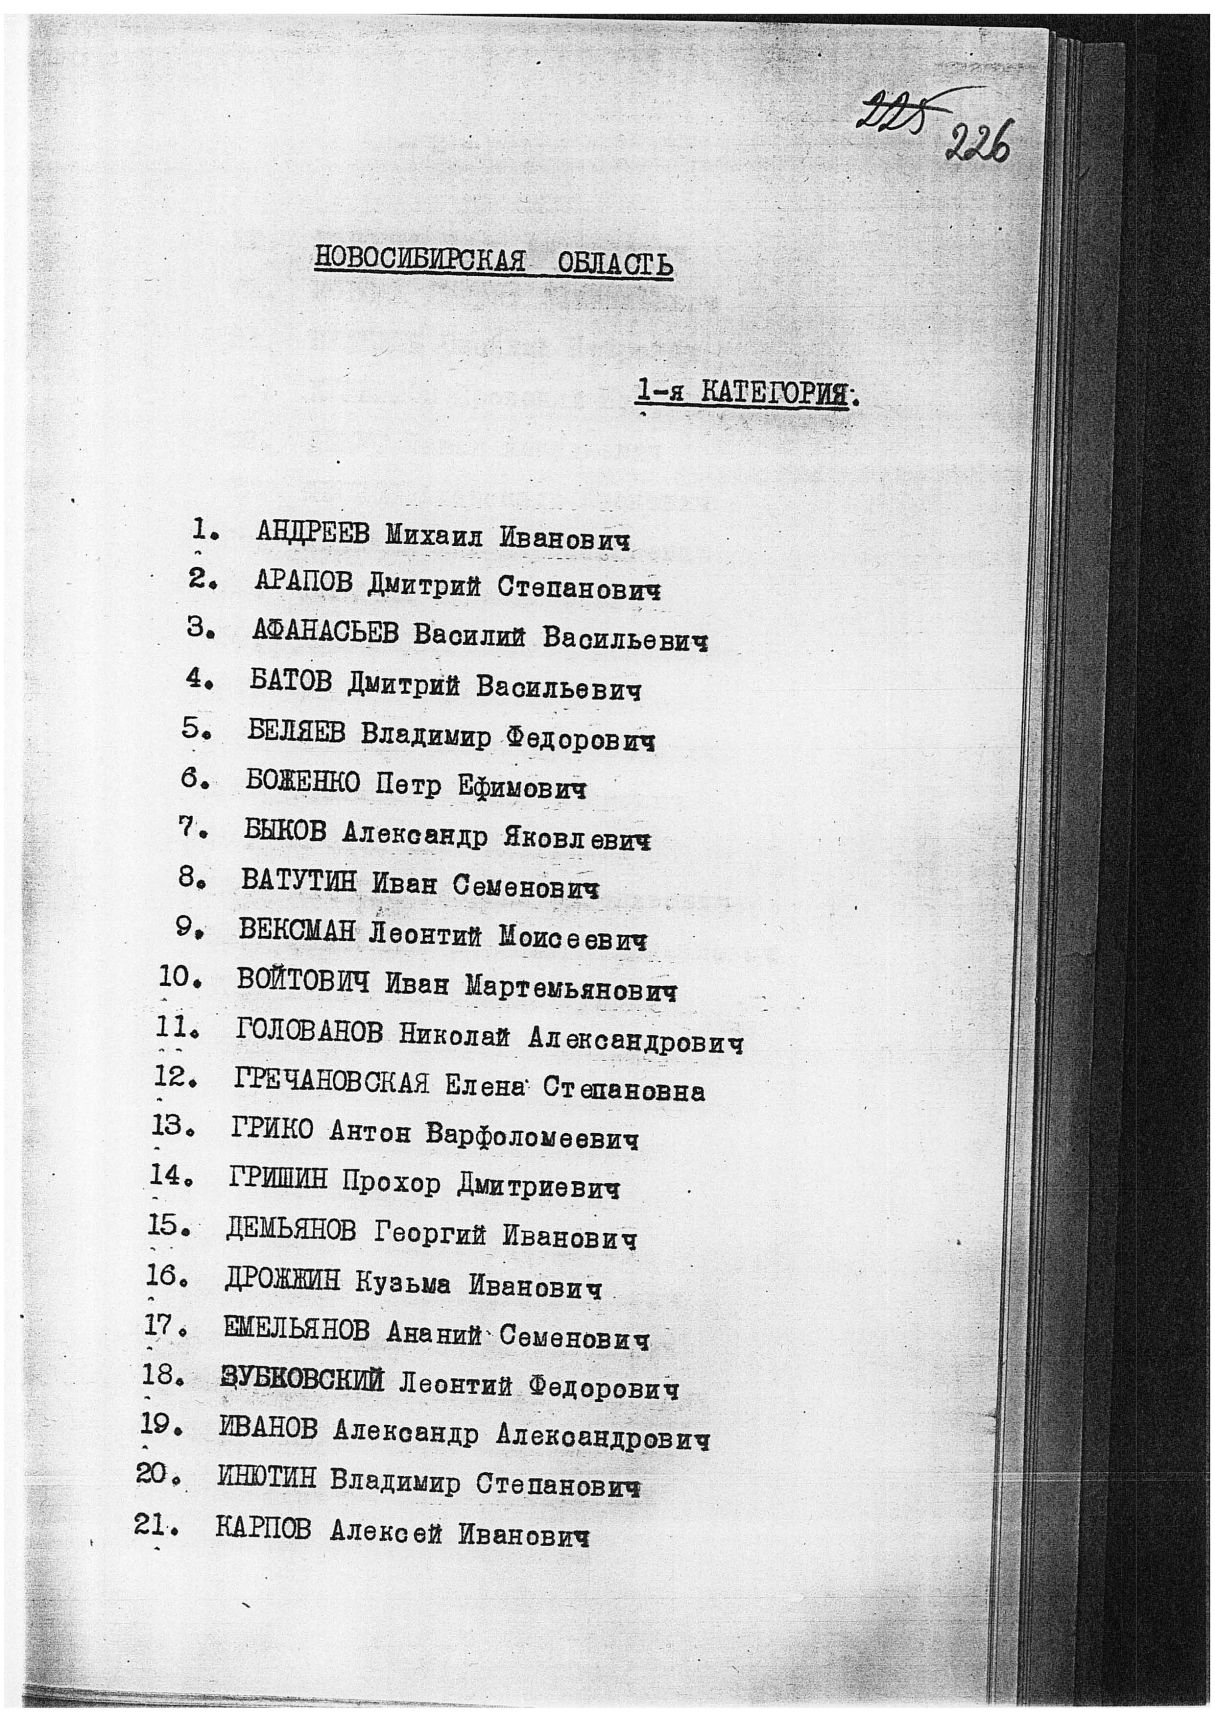 225
226
НОВОСИБИРСКАЯ ОБЛАСТЬ
1-я КАТЕГОРИЯ:
1. АНДРЕЕВ Михаил Иванович
2. АРАПОВ Дмитрий Степанович
3. АФАНАСЬЕВ Василий Васильевич
4. БАТОВ Дмитрий Васильевич
5. БЕЛЯЕВ Владимир Федорович
6. БОЖЕНКО Петр Ефимович
7. БЫКОВ Александр Яковлевич
8. ВАТУТИН Иван Семенович
9. ВЕКСМАН Леонтий Моисеевич
10. ВОЙТОВИЧ Иван Мартемьянович
11. ГОЛОВАНОВ Николай Александрович
12. ГРЕЧАНОВСКАЯ Елена Степановна
13. ГРИКО Антон Варфоломеевич
14. ГРИШИН Прохор Дмитриевич
15. ДЕМЬЯНОВ Георгий Иванович
16. ДРОЖЖИН Кузьма Иванович
17. ЕМЕЛЬЯНОВ Ананий Семенович
18. ЗУБКОВСКИЙ Леонтий Федорович
19. ИВАНОВ Александр Александрович
20. ИНЮТИН Владимир Степанович
21. КАРПОВ Алексей Иванович